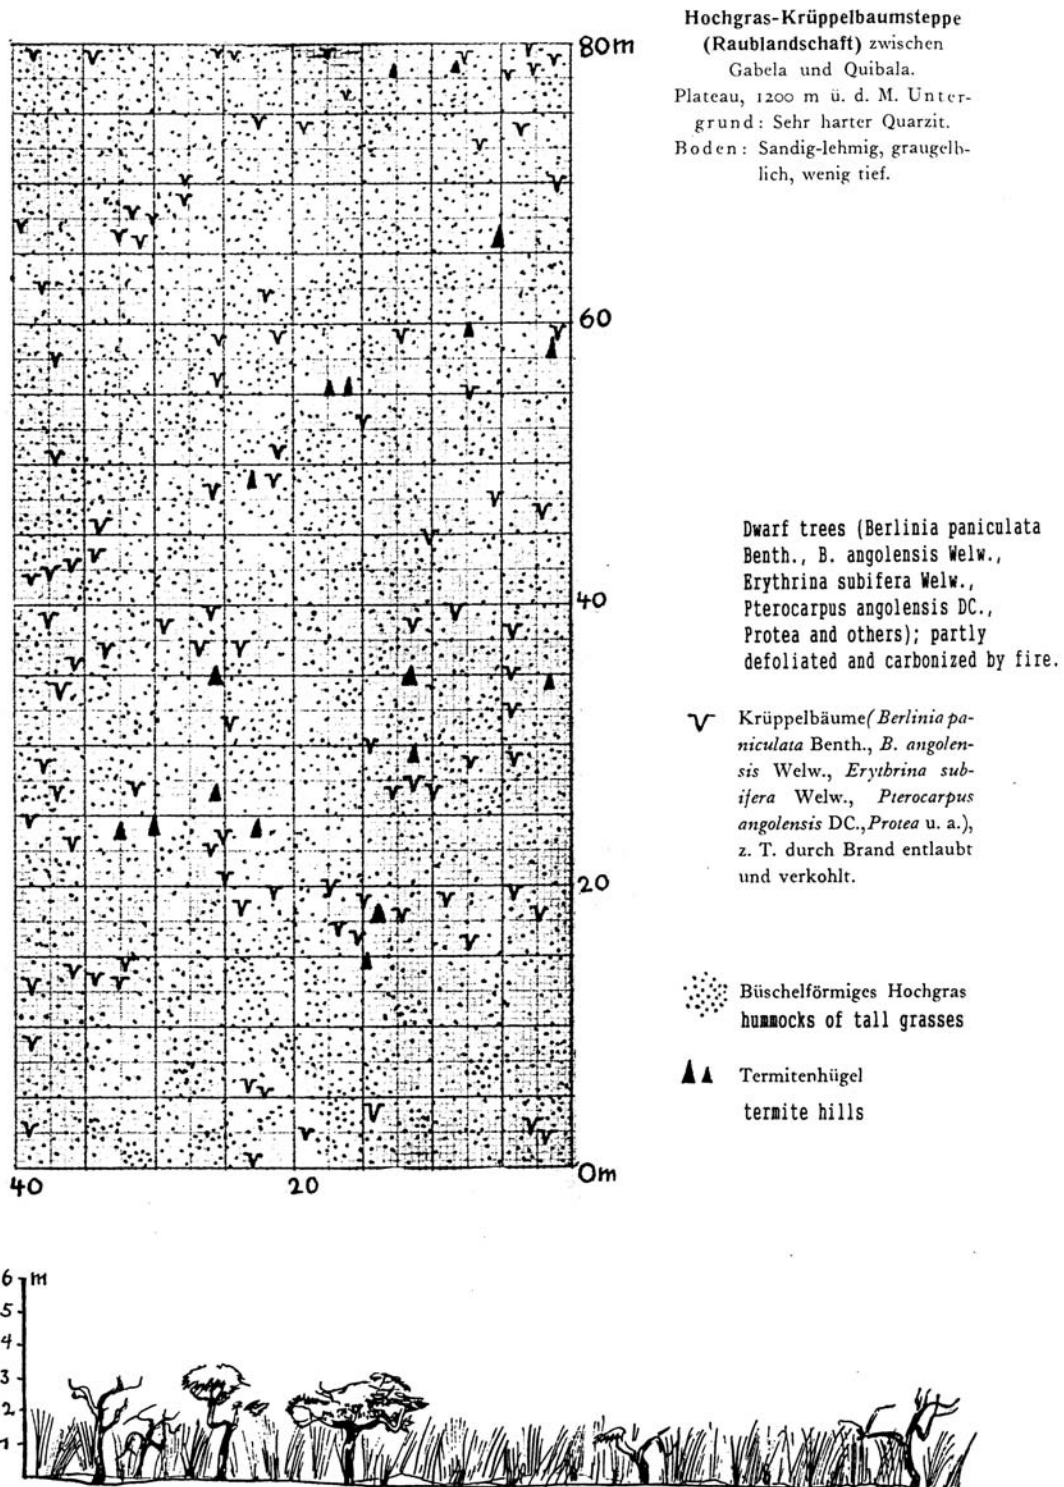 Hochgras-Krüppelbaumsteppe
(Raublandschaft) zwischen
Gabela und Quibala.
Plateau, 1200 m ü. d. M. Unter-
grund: Sehr harter Quarzit.
Boden: Sandig-lehmig, graugelb-
lich, wenig tief.
80m
60
40
20
0m
40
20
Dwarf trees (Berlinia paniculata
Benth., B. angolensis Welw.,
Erythrina subifera Welw.,
Pterocarpus angolensis DC.,
Protea and others); partly
defoliated and carbonized by fire.
Krüppelbäume (Berlinia pa-
niculata Benth., B. angolen-
sis Welw., Erythrina sub-
ifera Welw., Pterocarpus
angolensis DC., Protea u. a.),
z. T. durch Brand entlaubt
und verkohlt.
Büschelförmiges Hochgras
hummocks of tall grasses
Termitenhügel
termite hills
6 m
5
4
3
2
1